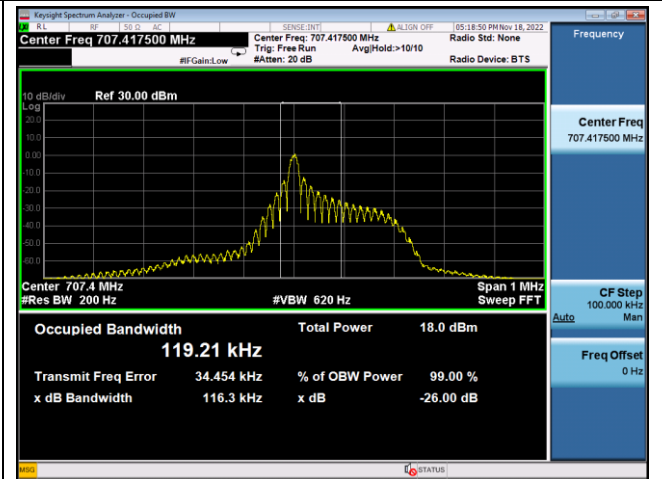 Keysight Spectrum Analyzer - Occupied BW
RL RF 50 Ω AC SENSE:INT ALIGN OFF 05:18:50 PM Nov 18, 2022
Center Freq 707.417500 MHz Center Freq: 707.417500 MHz Radio Std: None Frequency
Trig: Free Run Avg|Hold:>10/10
#IFGain:Low #Atten: 20 dB Radio Device: BTS
10 dB/div Ref 30.00 dBm
Log
20.0
10.0
0.00
-10.0
-20.0
-30.0
-40.0
-50.0
-60.0
Center Freq
707.417500 MHz
Center 707.4 MHz Span 1 MHz
#Res BW 200 Hz #VBW 620 Hz Sweep FFT
CF Step
100.000 kHz
Auto Man
Occupied Bandwidth Total Power 18.0 dBm
119.21 kHz
Freq Offset
0 Hz
Transmit Freq Error 34.454 kHz % of OBW Power 99.00 %
x dB Bandwidth 116.3 kHz x dB -26.00 dB
MSG STATUS